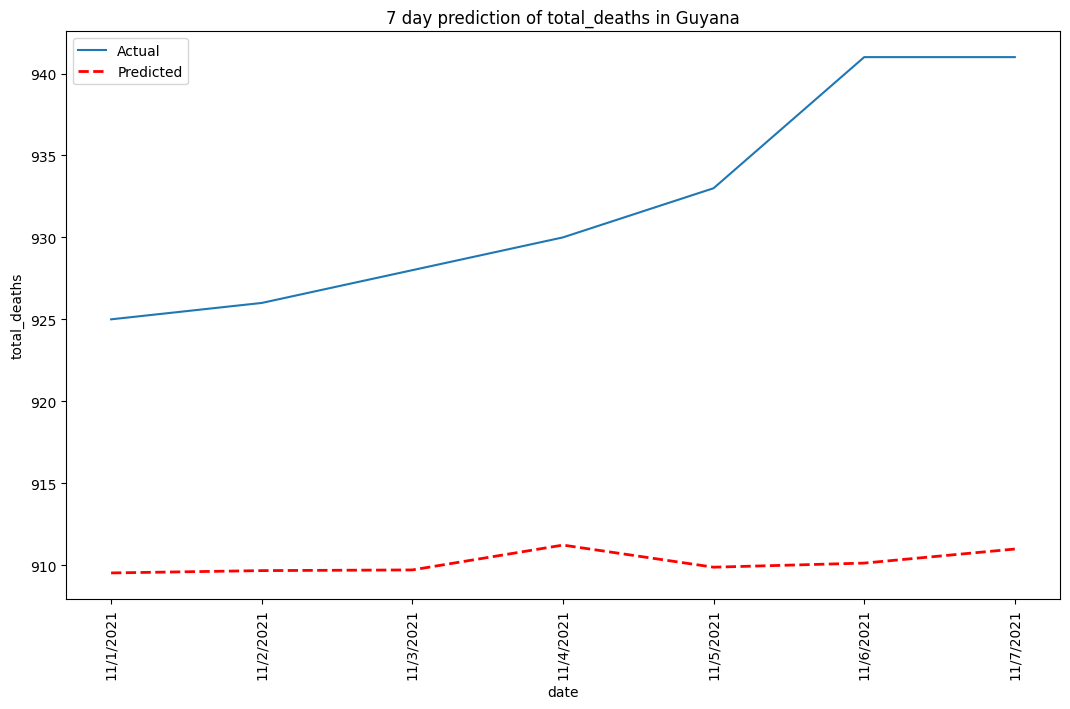 7 day prediction of total_deaths in Guyana
Actual
Predicted
940
935
930
925
920
915
910
total_deaths
11/1/2021
11/2/2021
11/3/2021
11/4/2021
11/5/2021
11/6/2021
11/7/2021
date